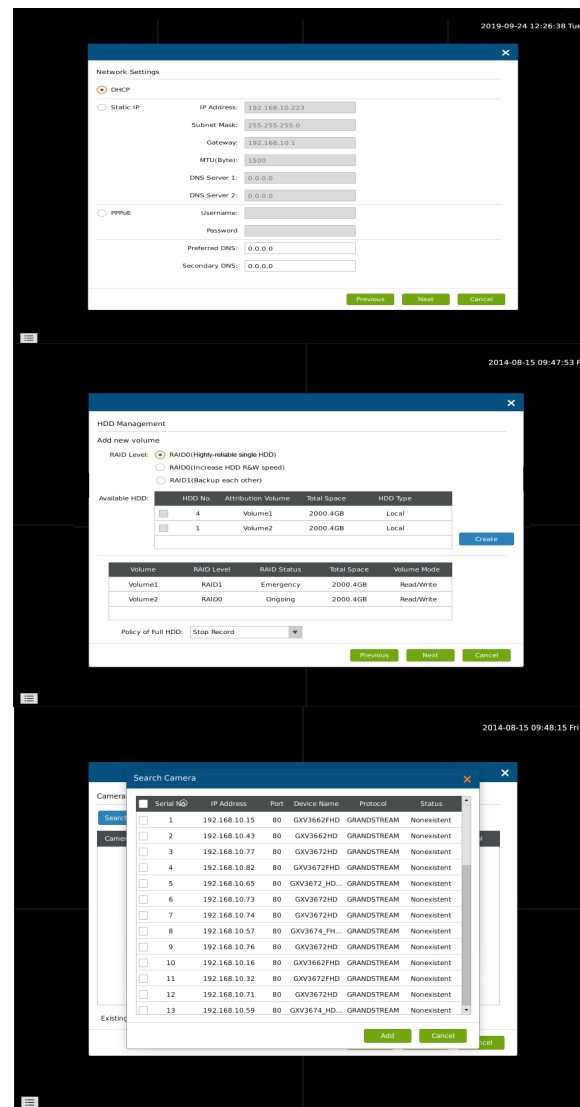 2019-09-24 12:26:38 Tue
Network Settings
DHCP
Static IP IP Address: 192.168.10.223
Subnet Mask: 255.255.255.0
Gateway: 192.168.10.1
MTU(Byte): 1500
DNS Server 1: 0.0.0.0
DNS Server 2: 0.0.0.0
PPPoE Username:
Password
Preferred DNS: 0.0.0.0
Secondary DNS: 0.0.0.0
Previous Next Cancel
2014-08-15 09:47:53 F
HDD Management
Add new volume
RAID Level: RAID0(Highly-reliable single HDD)
RAID0(Increase HDD R&W speed)
RAID1(Backup each other)
Available HDD: HDD No. Attribution Volume Total Space HDD Type
4 Volume1 2000.4GB Local
1 Volume2 2000.4GB Local
Create
Volume RAID Level RAID Status Total Space Volume Mode
Volume1 RAID1 Emergency 2000.4GB Read/Write
Volume2 RAID0 Ongoing 2000.4GB Read/Write
Policy of Full HDD: Stop Record
Previous Next Cancel
2014-08-15 09:48:15 Fri
Search Camera
Camera
Search
Camer
Serial No IP Address Port Device Name Protocol Status
1 192.168.10.15 80 GXV3662FHD GRANDSTREAM Nonexistent
2 192.168.10.43 80 GXV3662HD GRANDSTREAM Nonexistent
3 192.168.10.77 80 GXV3672HD GRANDSTREAM Nonexistent
4 192.168.10.82 80 GXV3672FHD GRANDSTREAM Nonexistent
5 192.168.10.65 80 GXV3672_HD... GRANDSTREAM Nonexistent
6 192.168.10.73 80 GXV3672HD GRANDSTREAM Nonexistent
7 192.168.10.74 80 GXV3672HD GRANDSTREAM Nonexistent
8 192.168.10.57 80 GXV3674_FH... GRANDSTREAM Nonexistent
9 192.168.10.76 80 GXV3672HD GRANDSTREAM Nonexistent
10 192.168.10.16 80 GXV3662FHD GRANDSTREAM Nonexistent
11 192.168.10.32 80 GXV3672FHD GRANDSTREAM Nonexistent
12 192.168.10.71 80 GXV3672HD GRANDSTREAM Nonexistent
13 192.168.10.59 80 GXV3674_HD... GRANDSTREAM Nonexistent
Existing
Add Cancel
ncel